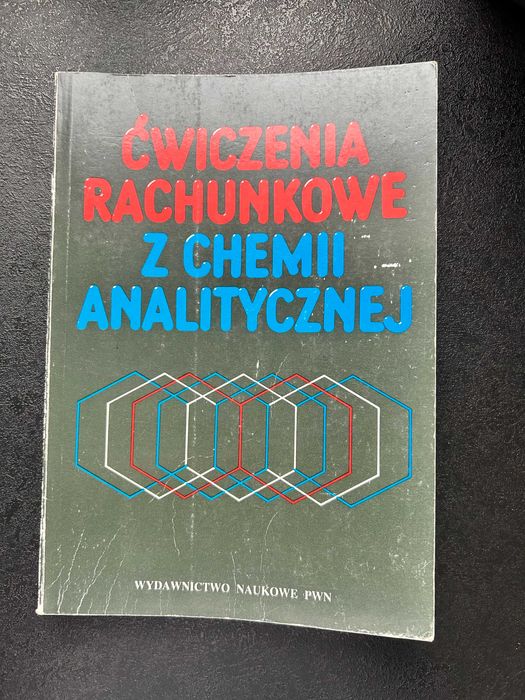 ĆWICZENIA
RACHUNKOWE
Z CHEMII
ANALITYCZNEJ
WYDAWNICTWO NAUKOWE PWN